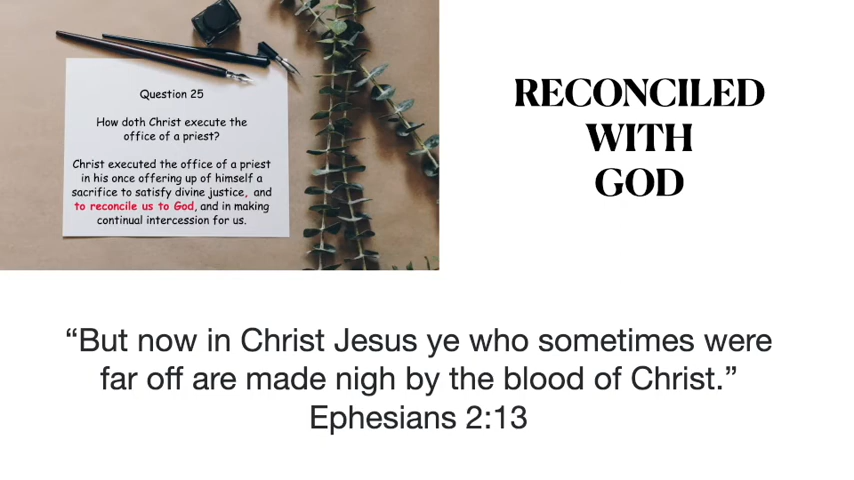 Question 25
How doth Christ execute the
office of a priest?
Christ executed the office of a priest
in his once offering up of himself a
sacrifice to satisfy divine justice, and
to reconcile us to God, and in making
continual intercession for us.
RECONCILED
WITH
GOD
“But now in Christ Jesus ye who sometimes were
far off are made nigh by the blood of Christ.”
Ephesians 2:13